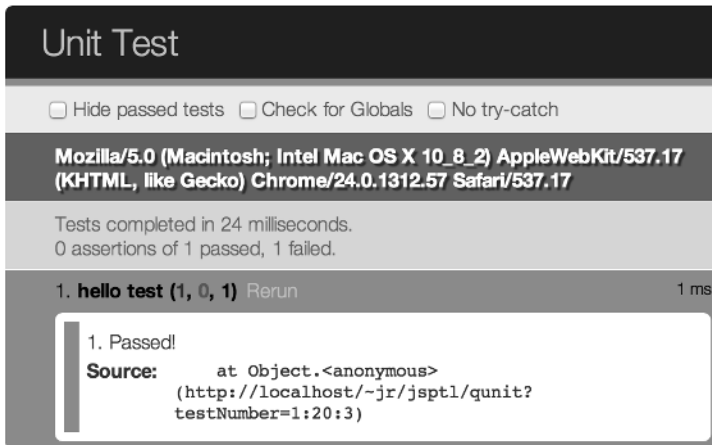 Unit Test
Hide passed tests Check for Globals No try-catch
Mozilla/5.0 (Macintosh; Intel Mac OS X 10_8_2) AppleWebKit/537.17
(KHTML, like Gecko) Chrome/24.0.1312.57 Safari/537.17
Tests completed in 24 milliseconds.
0 assertions of 1 passed, 1 failed.
1. hello test (1, 0, 1) Rerun 1 ms
1. Passed!
Source: at Object.<anonymous>
(http://localhost/~jr/jsptl/qunit?
testNumber=1:20:3)